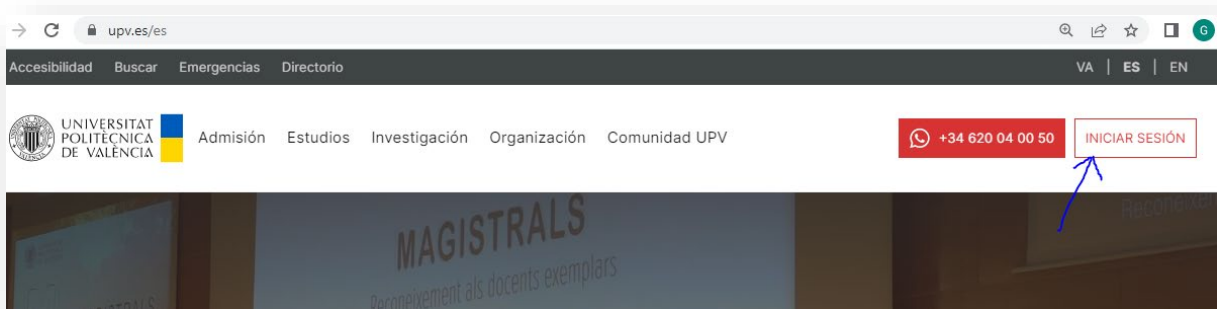 upv.es/es
G
Accesibilidad Buscar Emergencias Directorio VA | ES | EN
UNIVERSITAT
POLITÈCNICA
DE VALÈNCIA
Admisión Estudios Investigación Organización Comunidad UPV
+34 620 04 00 50
INICIAR SESIÓN
MAGISTRALS
Reconeixement als docents exemplars